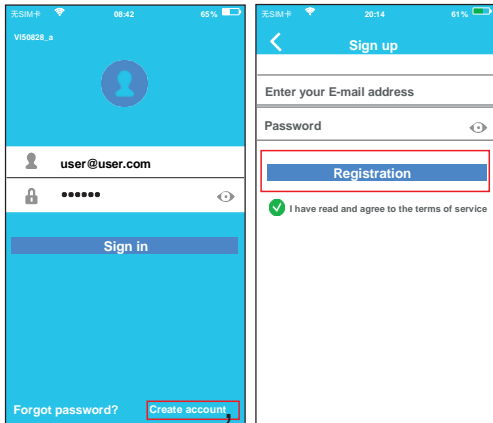 无SIM卡 08:42 65%
VI50828_a
user@user.com
••••••
Sign in
Forgot password? Create account
,
无SIM卡 20:14 61%
Sign up
Enter your E-mail address
Password
Registration
I have read and agree to the terms of service